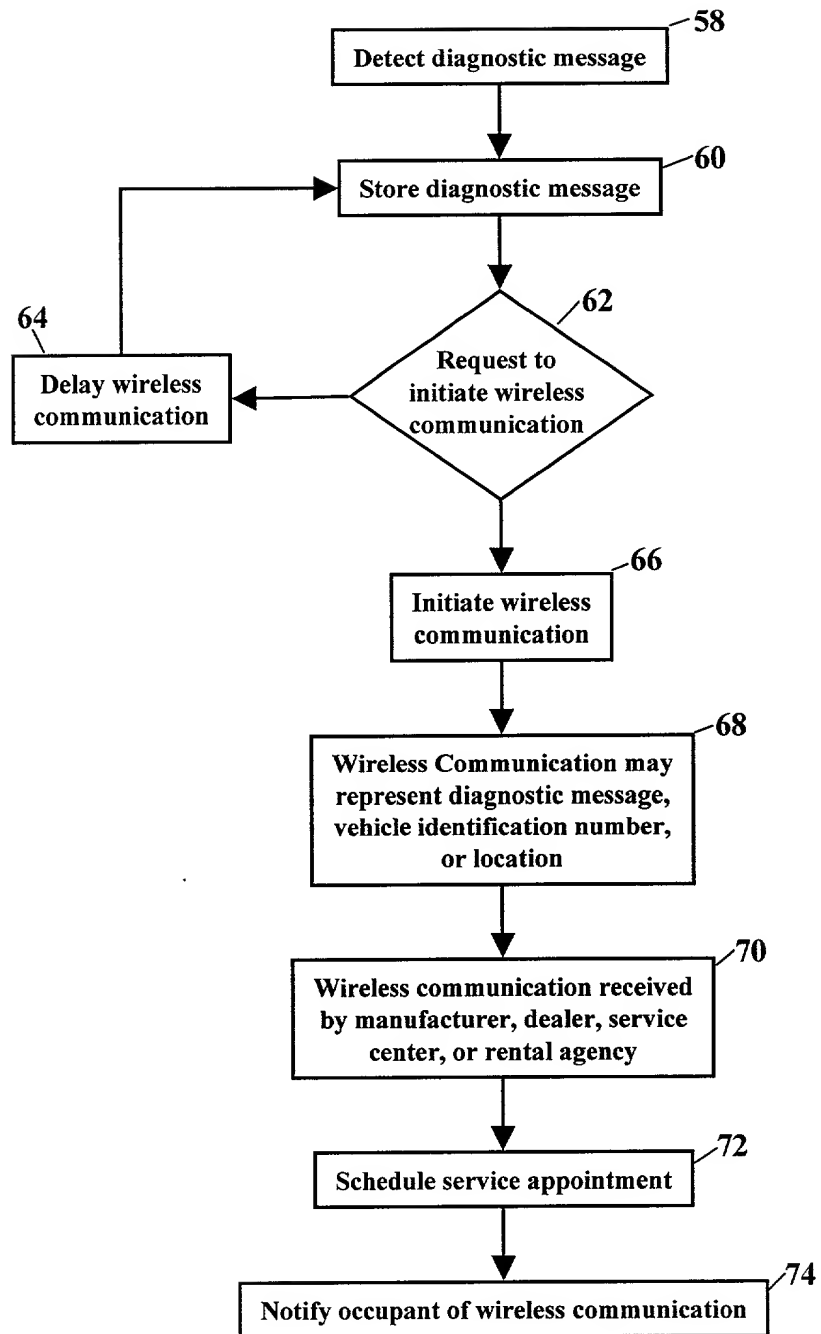 58
Detect diagnostic message
60
Store diagnostic message
62
Request to
initiate wireless
communication
64
Delay wireless
communication
66
Initiate wireless
communication
68
Wireless Communication may
represent diagnostic message,
vehicle identification number,
or location
70
Wireless communication received
by manufacturer, dealer, service
center, or rental agency
72
Schedule service appointment
74
Notify occupant of wireless communication